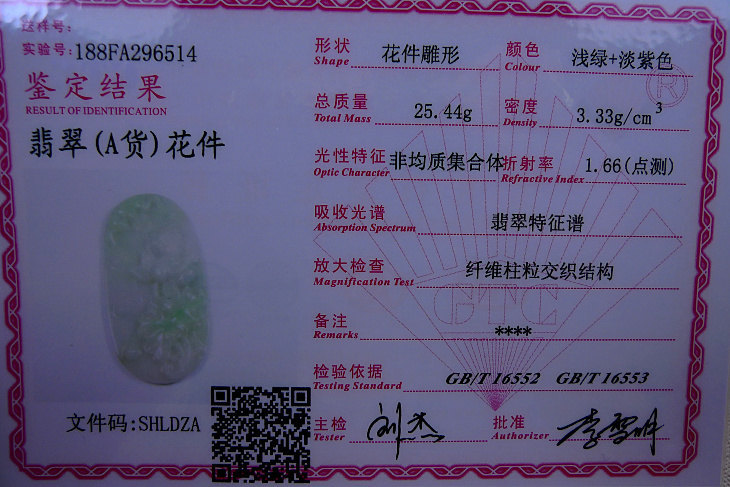 送样号:
实验号:188FA296514
鉴定结果
RESULT OF IDENTIFICATION
翡翠(A货)花件
文件码:SHLDZA
形状 花件雕形 颜色 浅绿+淡紫色
Shape Colour
总质量 25.44g 密度 3.33g/cm³
Total Mass Density
光性特征 非均质集合体 折射率 1.66(点测)
Optic Character Refractive Index
吸收光谱 翡翠特征谱
Absorption Spectrum
放大检查 纤维柱粒交织结构
Magnification Test
GTC
备注 ****
Remarks
检验依据 GB/T 16552 GB/T 16553
Testing Standard
主检 批准
Tester Authorizer
R